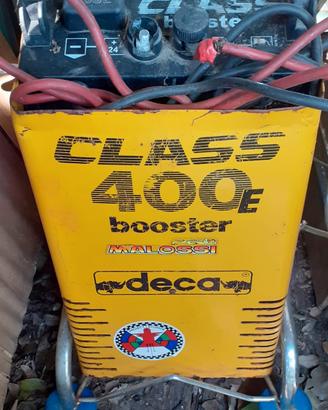 24
CLASS
booster
CLASS
400E
booster
MALOSSI
deca